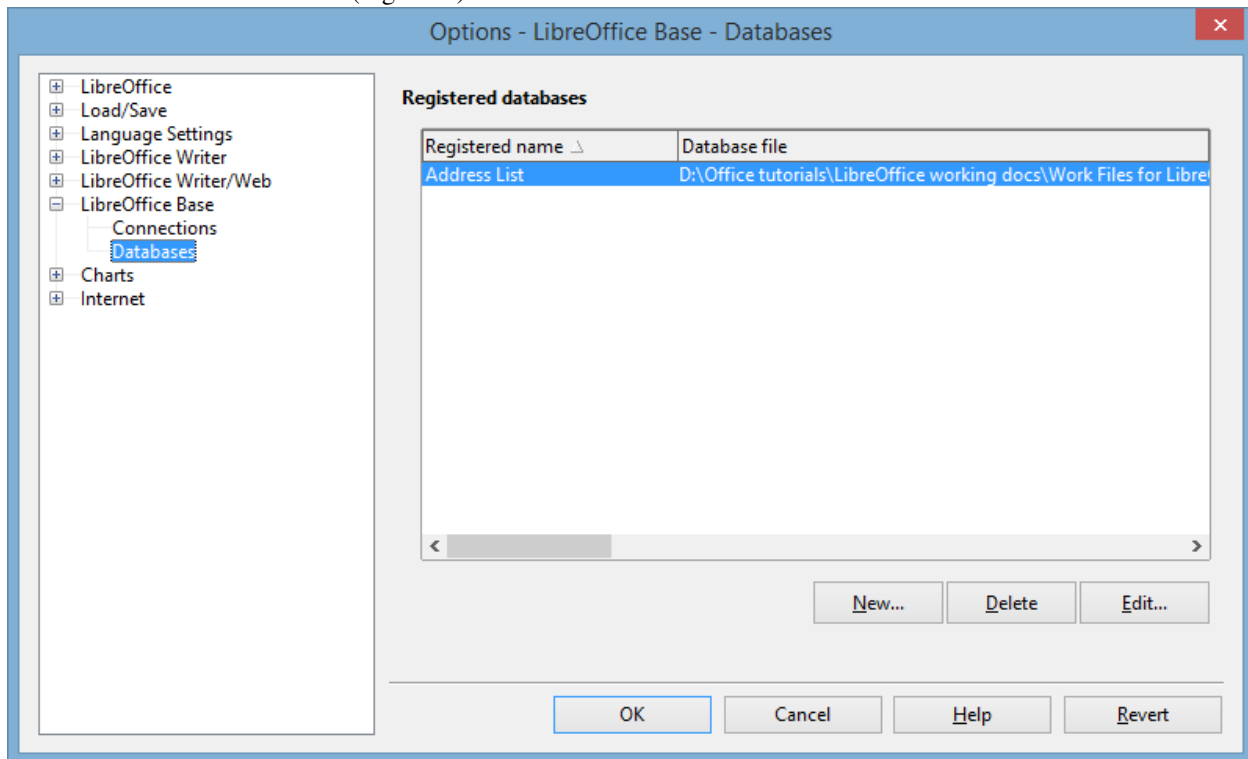 Options - LibreOffice Base - Databases
LibreOffice
Load/Save
Language Settings
LibreOffice Writer
LibreOffice Writer/Web
LibreOffice Base
Connections
Databases
Charts
Internet
Registered databases
Registered name Database file
Address List D:\Office tutorials\LibreOffice working docs\Work Files for Libre
New... Delete Edit...
OK Cancel Help Revert